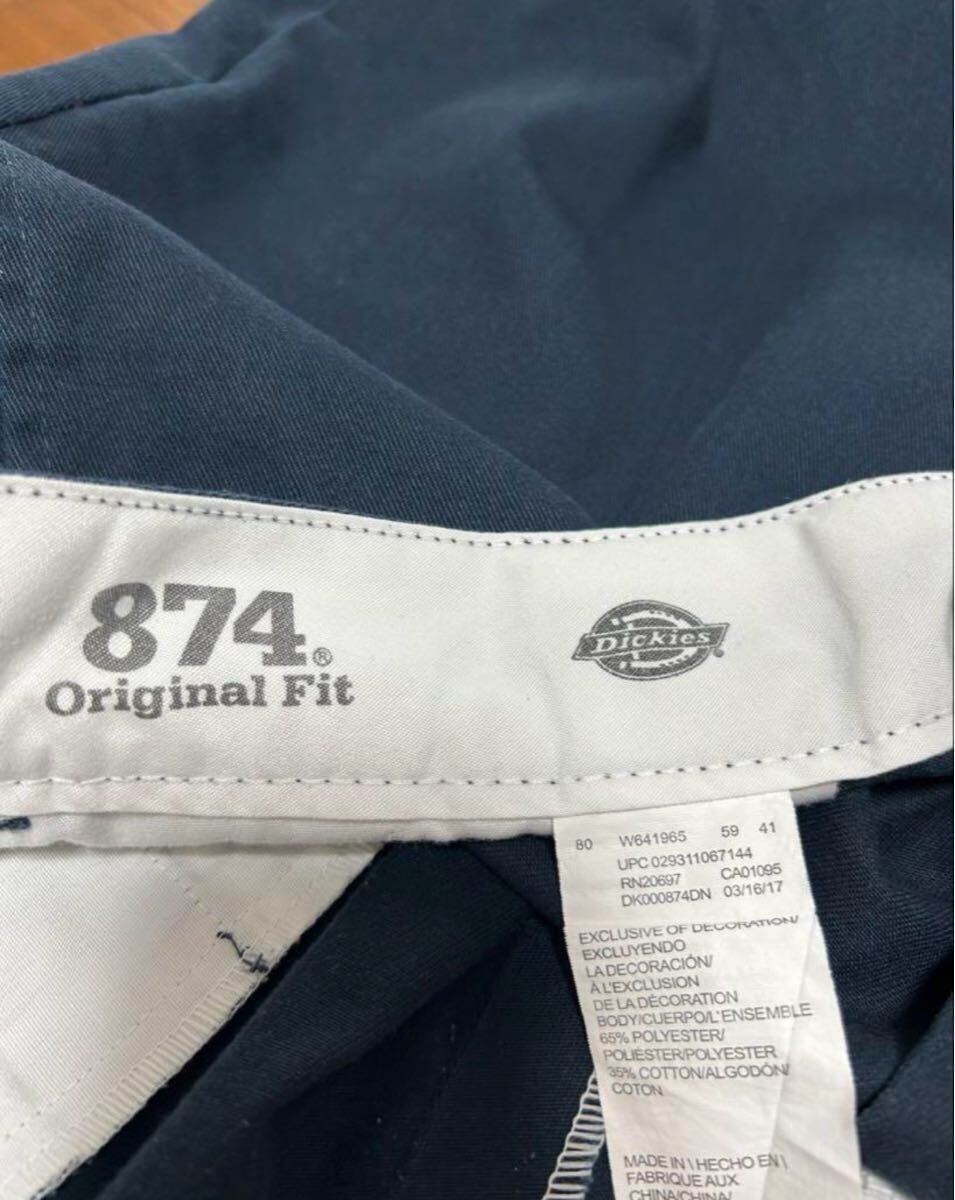 874®
Original Fit
Dickies
80 W641965 59 41
UPC 029311067144
RN20697 CA01095
DK000874DN 03/16/17
EXCLUSIVE OF DECORATION/
EXCLUYENDO
LA DECORACIÓN/
À L'EXCLUSION
DE LA DÉCORATION
BODY/CUERPO/L'ENSEMBLE
65% POLYESTER/
POLIÉSTER/POLYESTER
35% COTTON/ALGODÓN/
COTON
MADE IN \ HECHO EN \
FABRIQUE AUX
CHINA/CHINA/